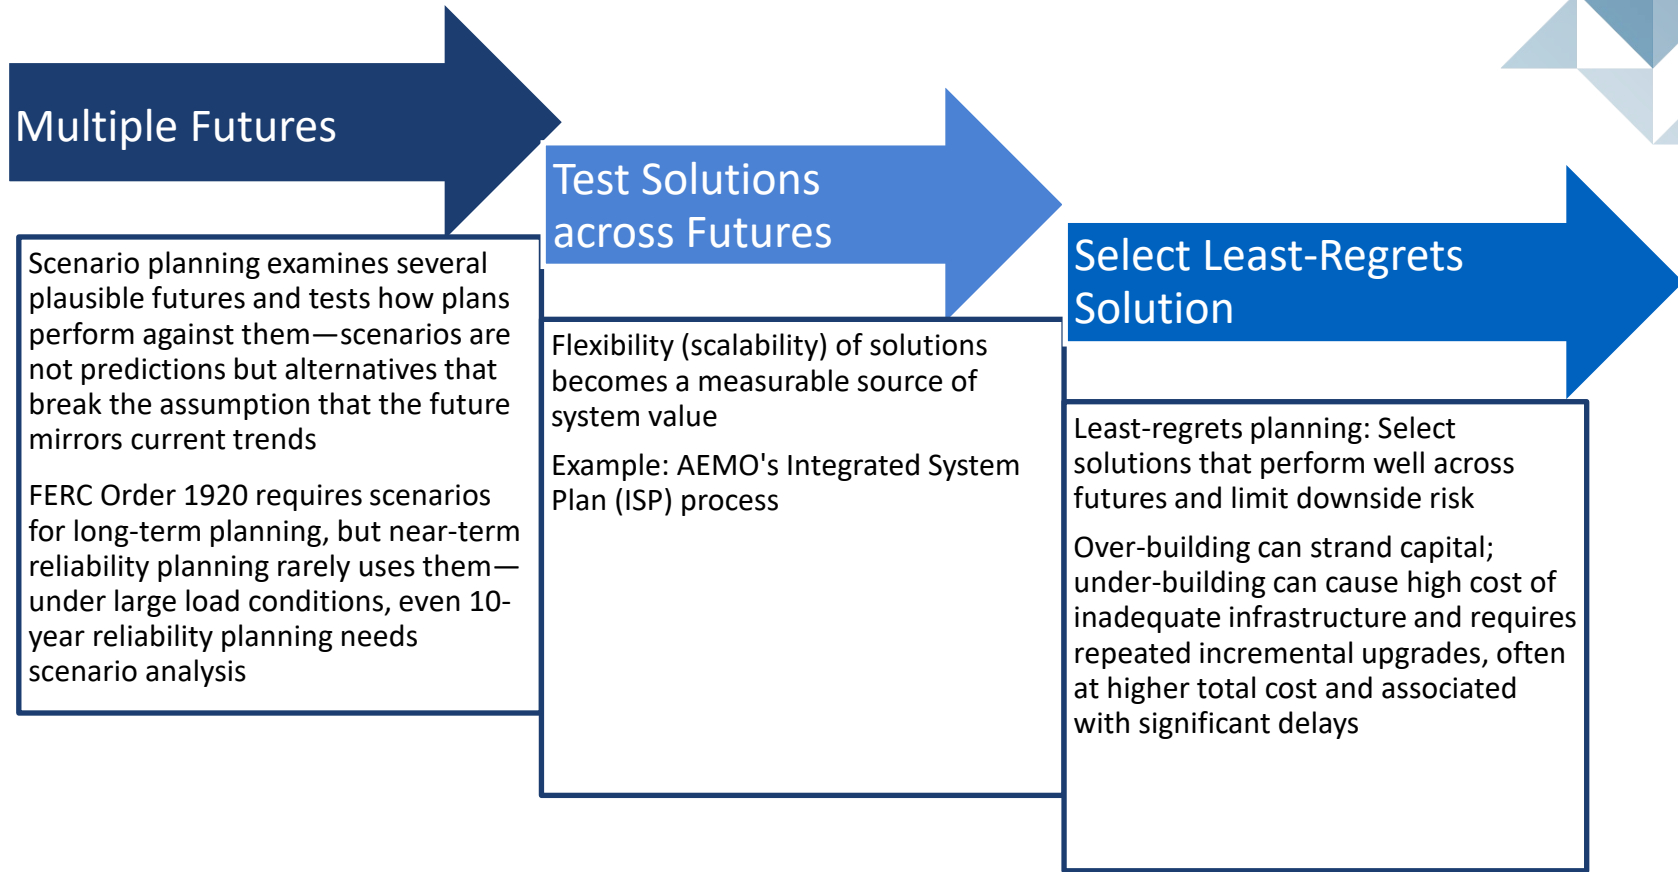 Multiple Futures
Scenario planning examines several
plausible futures and tests how plans
perform against them—scenarios are
not predictions but alternatives that
break the assumption that the future
mirrors current trends
FERC Order 1920 requires scenarios
for long-term planning, but near-term
reliability planning rarely uses them—
under large load conditions, even 10-
year reliability planning needs
scenario analysis
Test Solutions
across Futures
Flexibility (scalability) of solutions
becomes a measurable source of
system value
Example: AEMO's Integrated System
Plan (ISP) process
Select Least-Regrets
Solution
Least-regrets planning: Select
solutions that perform well across
futures and limit downside risk
Over-building can strand capital;
under-building can cause high cost of
inadequate infrastructure and requires
repeated incremental upgrades, often
at higher total cost and associated
with significant delays